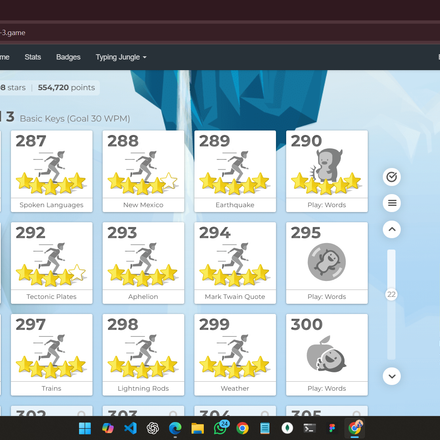 -3.game
me Stats Badges Typing Jungle
8 stars | 554,720 points
3 Basic Keys (Goal 30 WPM)
287 288 289 290
Spoken Languages New Mexico Earthquake Play: Words
292 293 294 295
Tectonic Plates Aphelion Mark Twain Quote Play: Words
22
297 298 299 300
Trains Lightning Rods Weather Play: Words
302 303 304 305